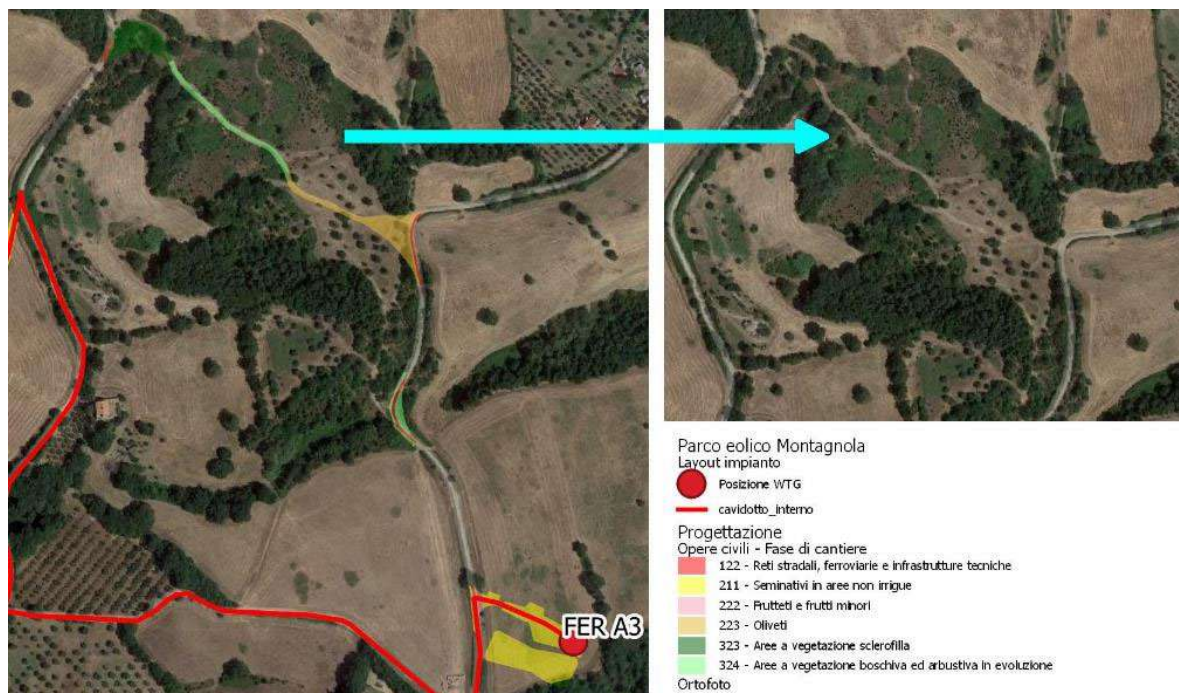 FER A3
Parco eolico Montagnola
Layout impianto
Posizione WTG
cavidotto_interno
Progettazione
Opere civili - Fase di cantiere
122 - Reti stradali, ferroviarie e infrastrutture tecniche
211 - Seminativi in aree non irrigue
222 - Frutteti e frutti minori
223 - Oliveti
323 - Aree a vegetazione sclerofilla
324 - Aree a vegetazione boschiva ed arbustiva in evoluzione
Ortofoto